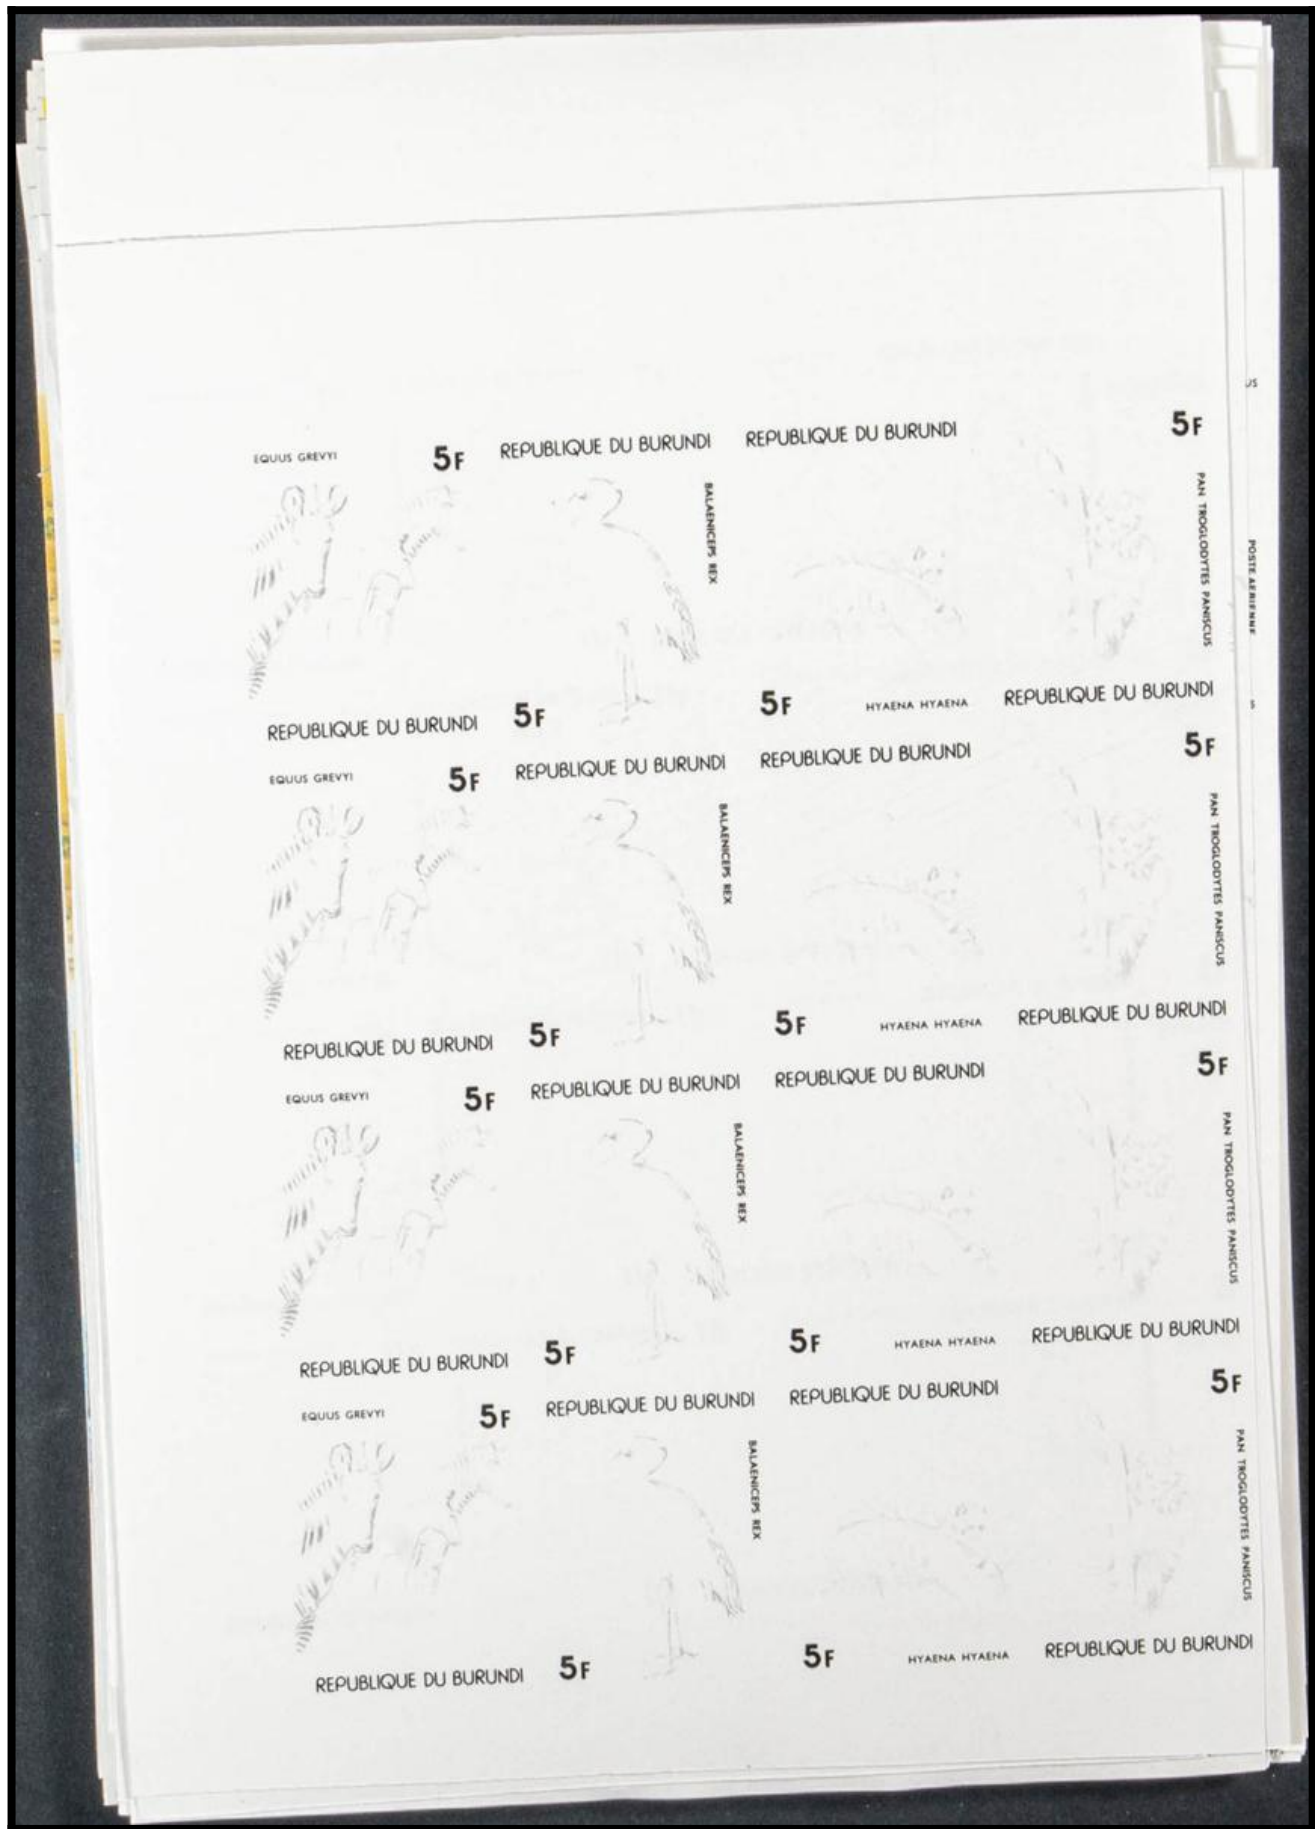 EQUUS GREVYI 5F REPUBLIQUE DU BURUNDI REPUBLIQUE DU BURUNDI 5F
BALAENICEPS REX
PAN TROGLODYTES PANISCUS
REPUBLIQUE DU BURUNDI 5F 5F HYAENA HYAENA REPUBLIQUE DU BURUNDI
EQUUS GREVYI 5F REPUBLIQUE DU BURUNDI REPUBLIQUE DU BURUNDI 5F
BALAENICEPS REX
PAN TROGLODYTES PANISCUS
REPUBLIQUE DU BURUNDI 5F 5F HYAENA HYAENA REPUBLIQUE DU BURUNDI
EQUUS GREVYI 5F REPUBLIQUE DU BURUNDI REPUBLIQUE DU BURUNDI 5F
BALAENICEPS REX
PAN TROGLODYTES PANISCUS
REPUBLIQUE DU BURUNDI 5F 5F HYAENA HYAENA REPUBLIQUE DU BURUNDI
EQUUS GREVYI 5F REPUBLIQUE DU BURUNDI REPUBLIQUE DU BURUNDI 5F
BALAENICEPS REX
PAN TROGLODYTES PANISCUS
REPUBLIQUE DU BURUNDI 5F 5F HYAENA HYAENA REPUBLIQUE DU BURUNDI
US
POSTE AERIENNE
S